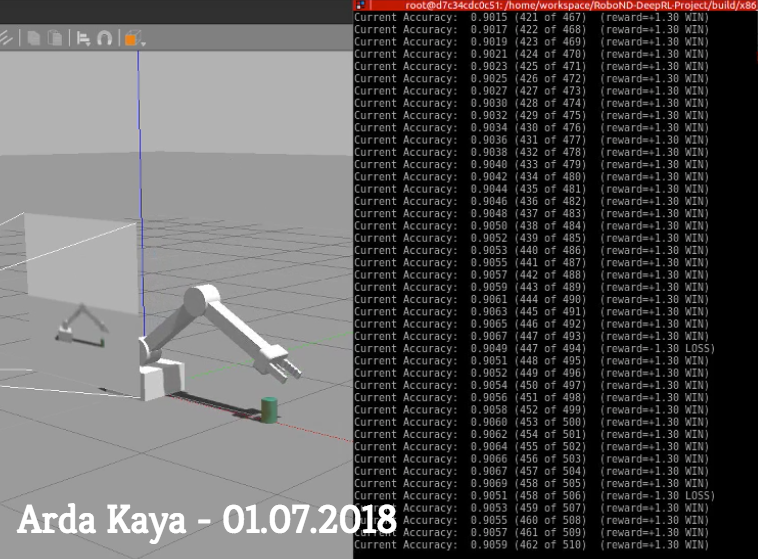 root@d7c34cdc0c51: /home/workspace/RoboND-DeepRL-Project/build/x86
Current Accuracy:  0.9015 (421 of 467)  (reward=+1.30 WIN)
Current Accuracy:  0.9017 (422 of 468)  (reward=+1.30 WIN)
Current Accuracy:  0.9019 (423 of 469)  (reward=+1.30 WIN)
Current Accuracy:  0.9021 (424 of 470)  (reward=+1.30 WIN)
Current Accuracy:  0.9023 (425 of 471)  (reward=+1.30 WIN)
Current Accuracy:  0.9025 (426 of 472)  (reward=+1.30 WIN)
Current Accuracy:  0.9027 (427 of 473)  (reward=+1.30 WIN)
Current Accuracy:  0.9030 (428 of 474)  (reward=+1.30 WIN)
Current Accuracy:  0.9032 (429 of 475)  (reward=+1.30 WIN)
Current Accuracy:  0.9034 (430 of 476)  (reward=+1.30 WIN)
Current Accuracy:  0.9036 (431 of 477)  (reward=+1.30 WIN)
Current Accuracy:  0.9038 (432 of 478)  (reward=+1.30 WIN)
Current Accuracy:  0.9040 (433 of 479)  (reward=+1.30 WIN)
Current Accuracy:  0.9042 (434 of 480)  (reward=+1.30 WIN)
Current Accuracy:  0.9044 (435 of 481)  (reward=+1.30 WIN)
Current Accuracy:  0.9046 (436 of 482)  (reward=+1.30 WIN)
Current Accuracy:  0.9048 (437 of 483)  (reward=+1.30 WIN)
Current Accuracy:  0.9050 (438 of 484)  (reward=+1.30 WIN)
Current Accuracy:  0.9052 (439 of 485)  (reward=+1.30 WIN)
Current Accuracy:  0.9053 (440 of 486)  (reward=+1.30 WIN)
Current Accuracy:  0.9055 (441 of 487)  (reward=+1.30 WIN)
Current Accuracy:  0.9057 (442 of 488)  (reward=+1.30 WIN)
Current Accuracy:  0.9059 (443 of 489)  (reward=+1.30 WIN)
Current Accuracy:  0.9061 (444 of 490)  (reward=+1.30 WIN)
Current Accuracy:  0.9063 (445 of 491)  (reward=+1.30 WIN)
Current Accuracy:  0.9065 (446 of 492)  (reward=+1.30 WIN)
Current Accuracy:  0.9067 (447 of 493)  (reward=+1.30 WIN)
Current Accuracy:  0.9049 (447 of 494)  (reward=-1.30 LOSS)
Current Accuracy:  0.9051 (448 of 495)  (reward=+1.30 WIN)
Current Accuracy:  0.9052 (449 of 496)  (reward=+1.30 WIN)
Current Accuracy:  0.9054 (450 of 497)  (reward=+1.30 WIN)
Current Accuracy:  0.9056 (451 of 498)  (reward=+1.30 WIN)
Current Accuracy:  0.9058 (452 of 499)  (reward=+1.30 WIN)
Current Accuracy:  0.9060 (453 of 500)  (reward=+1.30 WIN)
Current Accuracy:  0.9062 (454 of 501)  (reward=+1.30 WIN)
Current Accuracy:  0.9064 (455 of 502)  (reward=+1.30 WIN)
Current Accuracy:  0.9066 (456 of 503)  (reward=+1.30 WIN)
Current Accuracy:  0.9067 (457 of 504)  (reward=+1.30 WIN)
Current Accuracy:  0.9069 (458 of 505)  (reward=+1.30 WIN)
Current Accuracy:  0.9051 (458 of 506)  (reward=-1.30 LOSS)
Current Accuracy:  0.9053 (459 of 507)  (reward=+1.30 WIN)
Current Accuracy:  0.9055 (460 of 508)  (reward=+1.30 WIN)
Current Accuracy:  0.9057 (461 of 509)  (reward=+1.30 WIN)
Current Accuracy:  0.9059 (462 of 510)  (reward=+1.30 WIN)
Arda Kaya - 01.07.2018